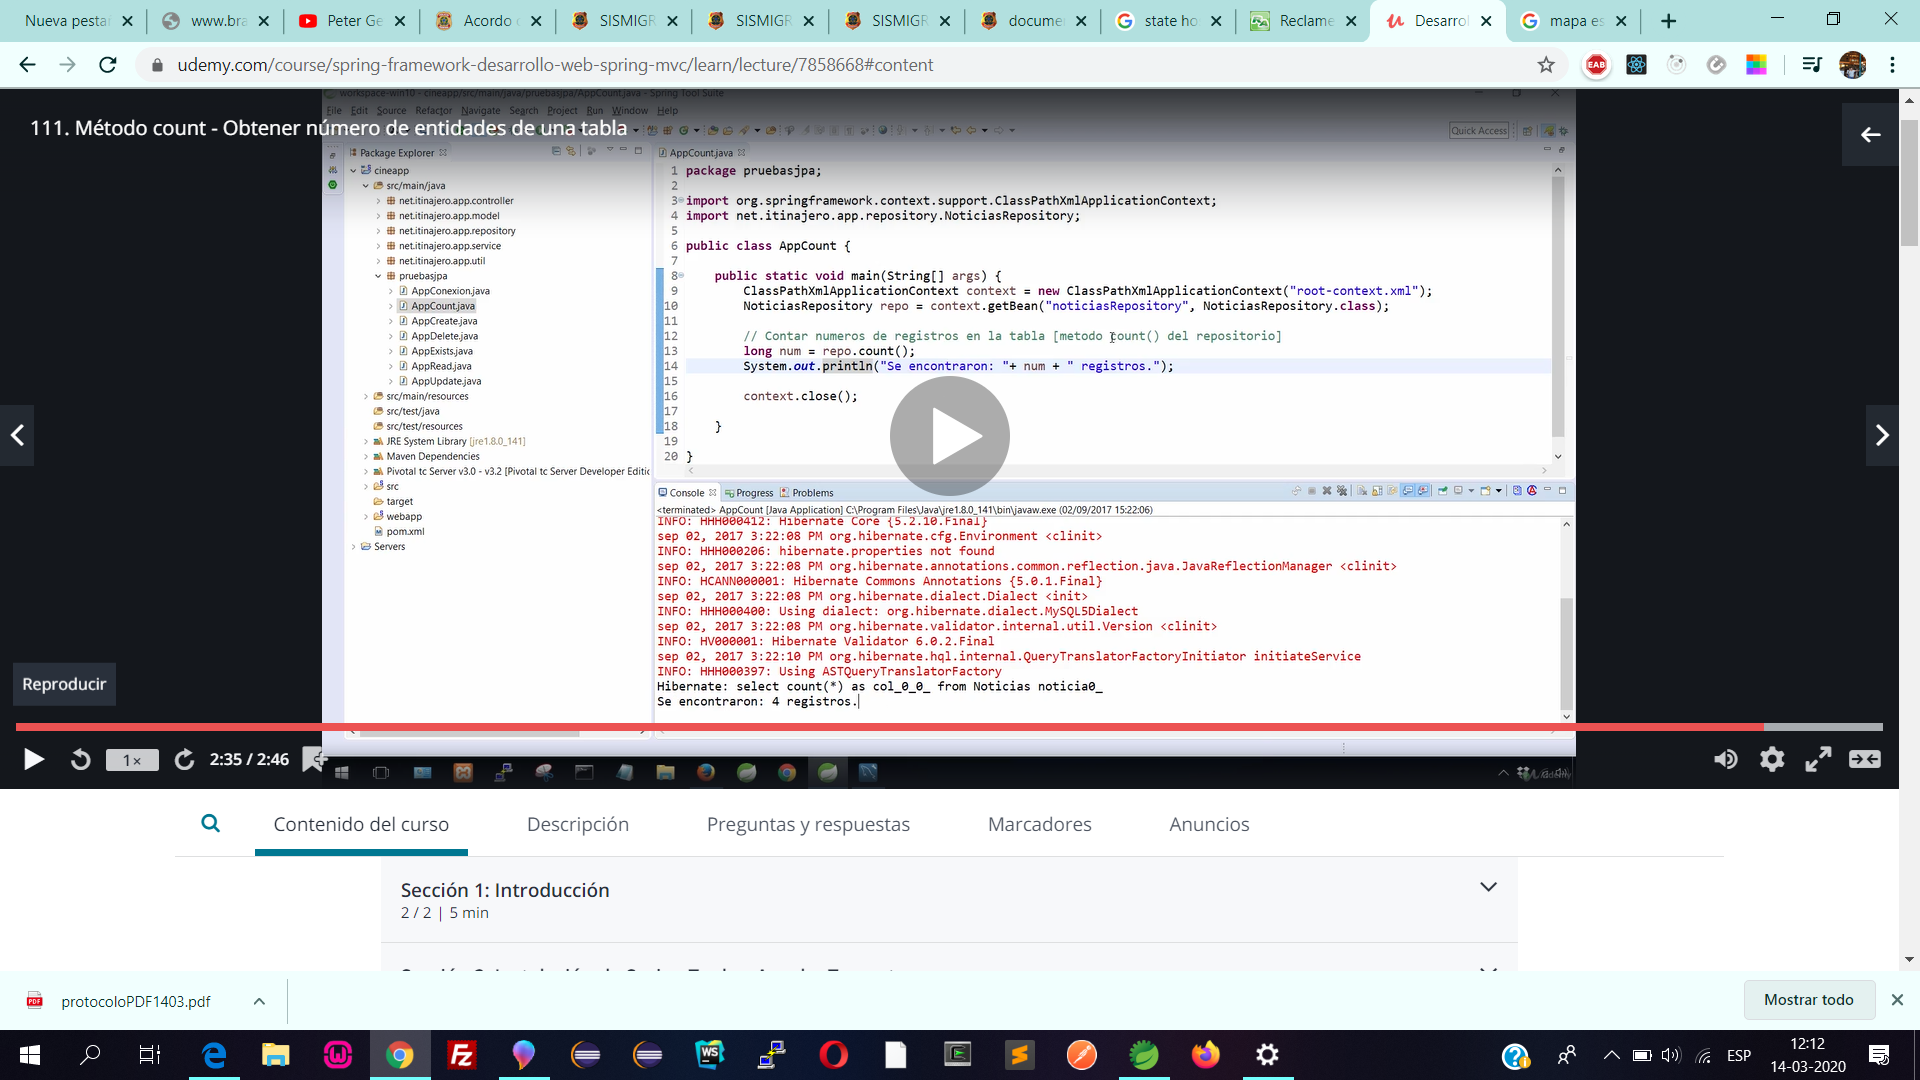 Nueva pestañ
www.bra
Peter Ge
Acordo
SISMIGR
SISMIGR
SISMIGR
docume
state ho
Reclame
Desarrol
mapa es
udemy.com/course/spring-framework-desarrollo-web-spring-mvc/learn/lecture/7858668#content
workspace-win10 - cineapp/src/main/java/pruebasjpa/AppCount.java - Spring Tool Suite
File Edit Source Refactor Navigate Search Project Run Window Help
111. Método count - Obtener número de entidades de una tabla
Quick Access
Package Explorer
cineapp
src/main/java
net.itinajero.app.controller
net.itinajero.app.model
net.itinajero.app.repository
net.itinajero.app.service
net.itinajero.app.util
pruebasjpa
AppConexion.java
AppCount.java
AppCreate.java
AppDelete.java
AppExists.java
AppRead.java
AppUpdate.java
src/main/resources
src/test/java
src/test/resources
JRE System Library [jre1.8.0_141]
Maven Dependencies
Pivotal tc Server v3.0 - v3.2 [Pivotal tc Server Developer Editic
src
target
webapp
pom.xml
Servers
AppCount.java
1 package pruebasjpa;
2
3 import org.springframework.context.support.ClassPathXmlApplicationContext;
4 import net.itinajero.app.repository.NoticiasRepository;
5
6 public class AppCount {
7
8 public static void main(String[] args) {
9 ClassPathXmlApplicationContext context = new ClassPathXmlApplicationContext("root-context.xml");
10 NoticiasRepository repo = context.getBean("noticiasRepository", NoticiasRepository.class);
11
12 // Contar numeros de registros en la tabla [metodo count() del repositorio]
13 long num = repo.count();
14 System.out.println("Se encontraron: "+ num + " registros.");
15
16 context.close();
17
18 }
19
20 }
Console Progress Problems
<terminated> AppCount [Java Application] C:\Program Files\Java\jre1.8.0_141\bin\javaw.exe (02/09/2017 15:22:06)
INFO: HHH000412: Hibernate Core {5.2.10.Final}
sep 02, 2017 3:22:08 PM org.hibernate.cfg.Environment <clinit>
INFO: HHH000206: hibernate.properties not found
sep 02, 2017 3:22:08 PM org.hibernate.annotations.common.reflection.java.JavaReflectionManager <clinit>
INFO: HCANN000001: Hibernate Commons Annotations {5.0.1.Final}
sep 02, 2017 3:22:08 PM org.hibernate.dialect.Dialect <init>
INFO: HHH000400: Using dialect: org.hibernate.dialect.MySQL5Dialect
sep 02, 2017 3:22:08 PM org.hibernate.validator.internal.util.Version <clinit>
INFO: HV000001: Hibernate Validator 6.0.2.Final
sep 02, 2017 3:22:10 PM org.hibernate.hql.internal.QueryTranslatorFactoryInitiator initiateService
INFO: HHH000397: Using ASTQueryTranslatorFactory
Hibernate: select count(*) as col_0_0_ from Noticias noticia0_
Se encontraron: 4 registros.
Reproducir
1×
2:35 / 2:46
Contenido del curso
Descripción
Preguntas y respuestas
Marcadores
Anuncios
Sección 1: Introducción
2 / 2 | 5 min
protocoloPDF1403.pdf
Mostrar todo
ESP
12:12
14-03-2020